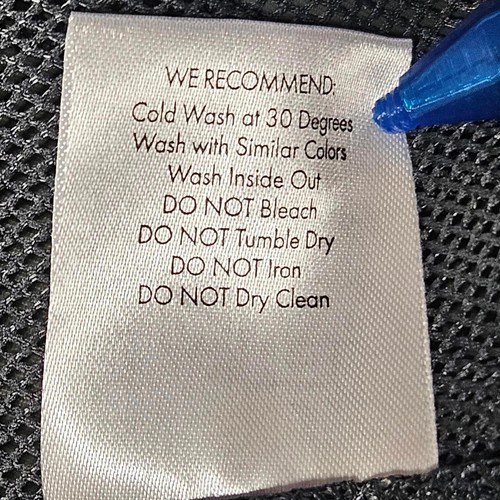 WE RECOMMEND:
Cold Wash at 30 Degrees
Wash with Similar Colors
Wash Inside Out
DO NOT Bleach
DO NOT Tumble Dry
DO NOT Iron
DO NOT Dry Clean